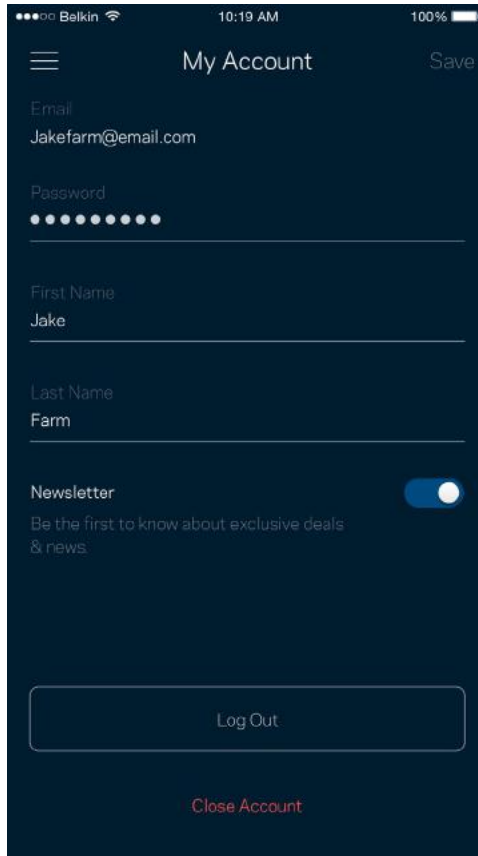 Belkin 10:19 AM 100%
My Account Save
Email
Jakefarm@email.com
Password
First Name
Jake
Last Name
Farm
Newsletter
Be the first to know about exclusive deals
& news.
Log Out
Close Account